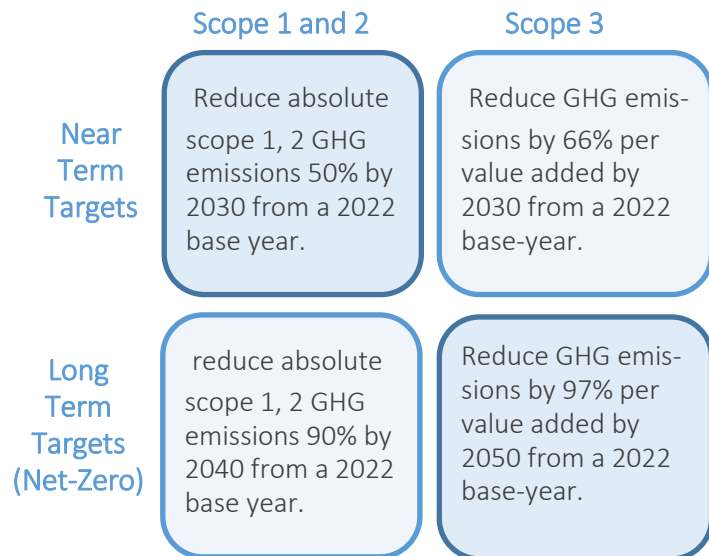 Scope 1 and 2
Scope 3
Near
Term
Targets
Reduce absolute
scope 1, 2 GHG
emissions 50% by
2030 from a 2022
base year.
Reduce GHG emis-
sions by 66% per
value added by
2030 from a 2022
base-year.
Long
Term
Targets
(Net-Zero)
reduce absolute
scope 1, 2 GHG
emissions 90% by
2040 from a 2022
base year.
Reduce GHG emis-
sions by 97% per
value added by
2050 from a 2022
base-year.